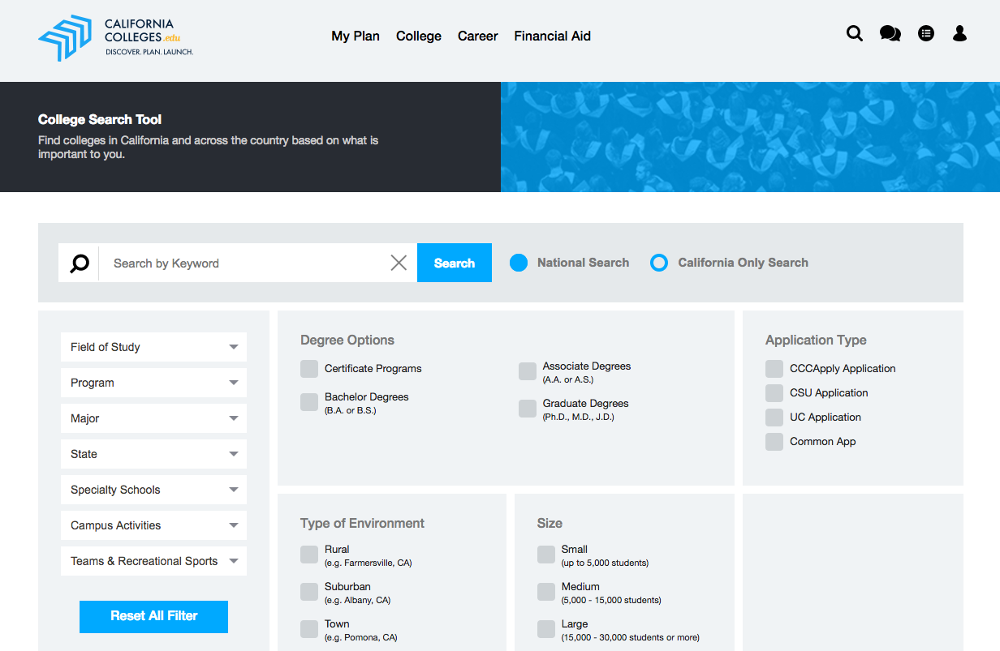 CALIFORNIA
COLLEGES.edu
DISCOVER. PLAN. LAUNCH.
My Plan College Career Financial Aid
College Search Tool
Find colleges in California and across the country based on what is
important to you.
Search by Keyword
Search
National Search
California Only Search
Field of Study
Program
Major
State
Specialty Schools
Campus Activities
Teams & Recreational Sports
Reset All Filter
Degree Options
Certificate Programs
Bachelor Degrees
(B.A. or B.S.)
Associate Degrees
(A.A. or A.S.)
Graduate Degrees
(Ph.D., M.D., J.D.)
Application Type
CCCApply Application
CSU Application
UC Application
Common App
Type of Environment
Rural
(e.g. Farmersville, CA)
Suburban
(e.g. Albany, CA)
Town
(e.g. Pomona, CA)
Size
Small
(up to 5,000 students)
Medium
(5,000 - 15,000 students)
Large
(15,000 - 30,000 students or more)